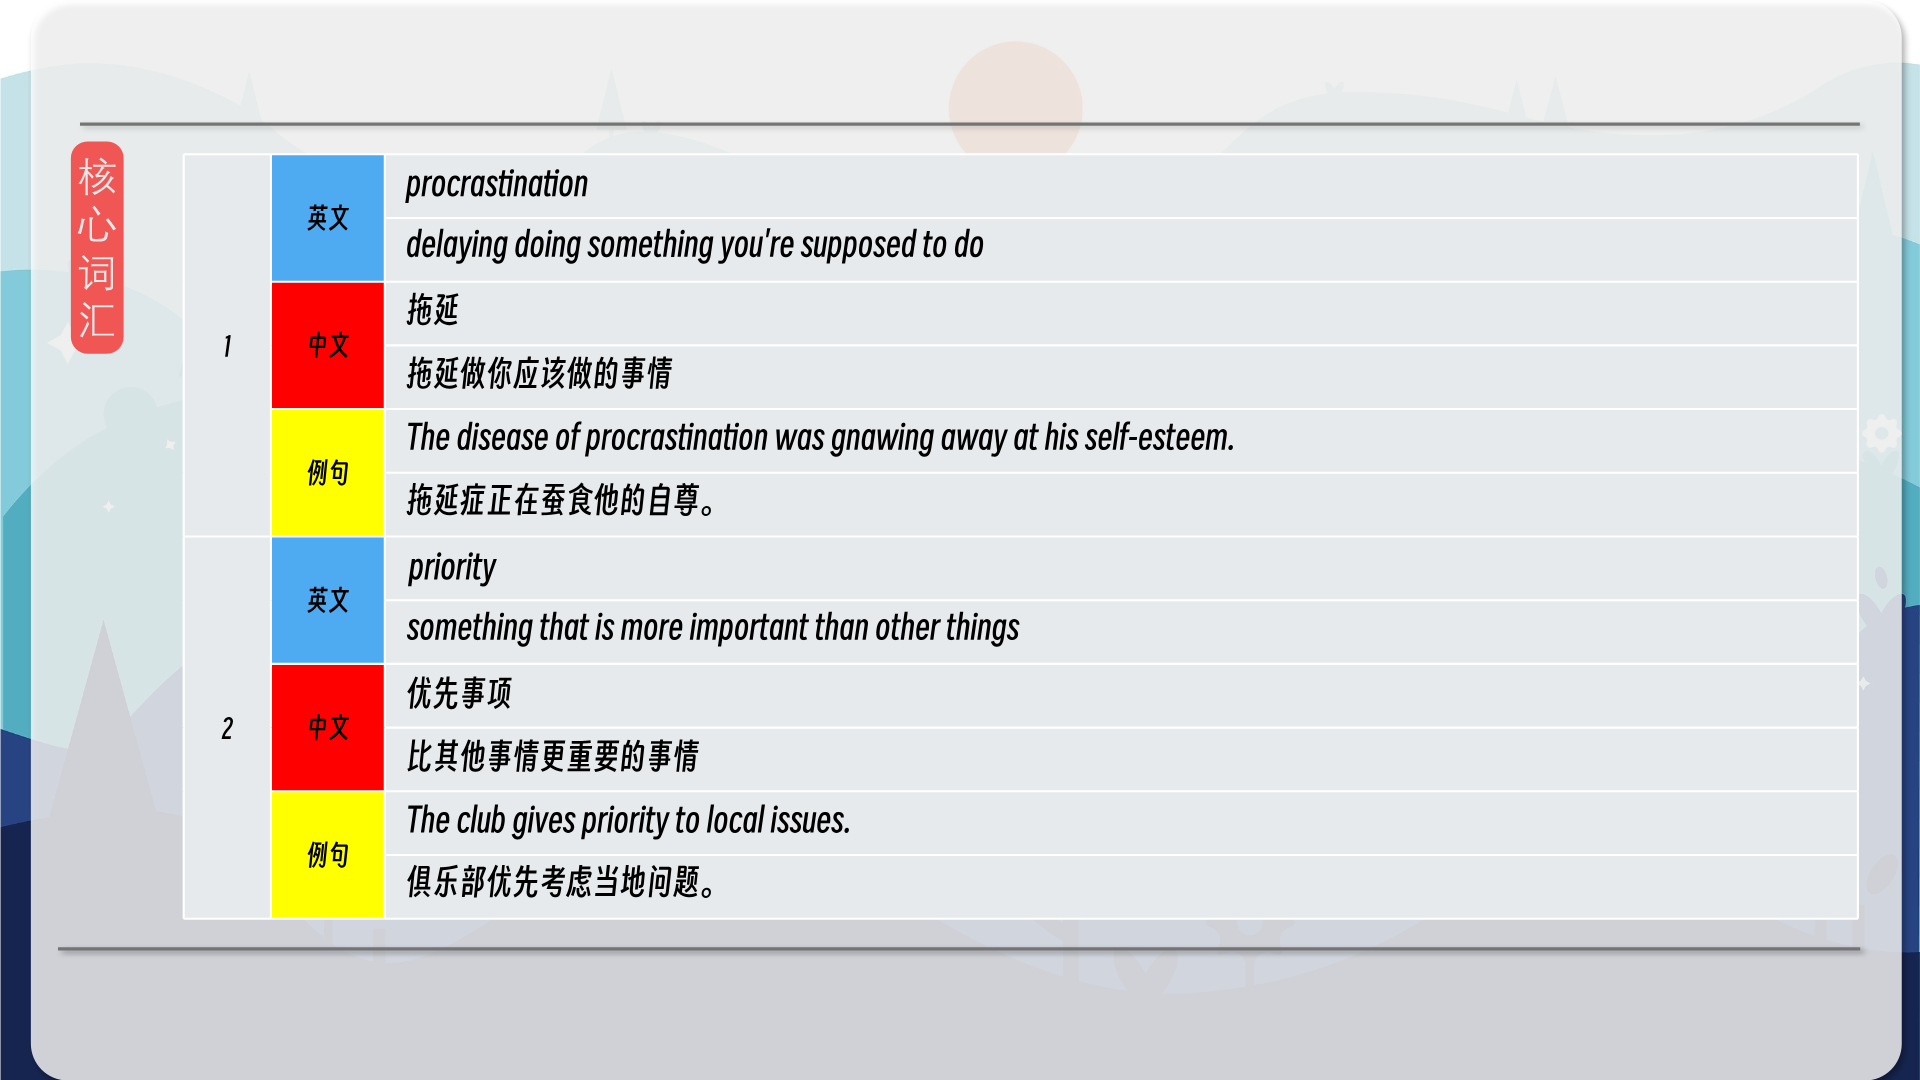 核心词汇
1
英文
procrastination
delaying doing something you're supposed to do
中文
拖延
拖延做你应该做的事情
例句
The disease of procrastination was gnawing away at his self-esteem.
拖延症正在蚕食他的自尊。
2
英文
priority
something that is more important than other things
中文
优先事项
比其他事情更重要的事情
例句
The club gives priority to local issues.
俱乐部优先考虑当地问题。